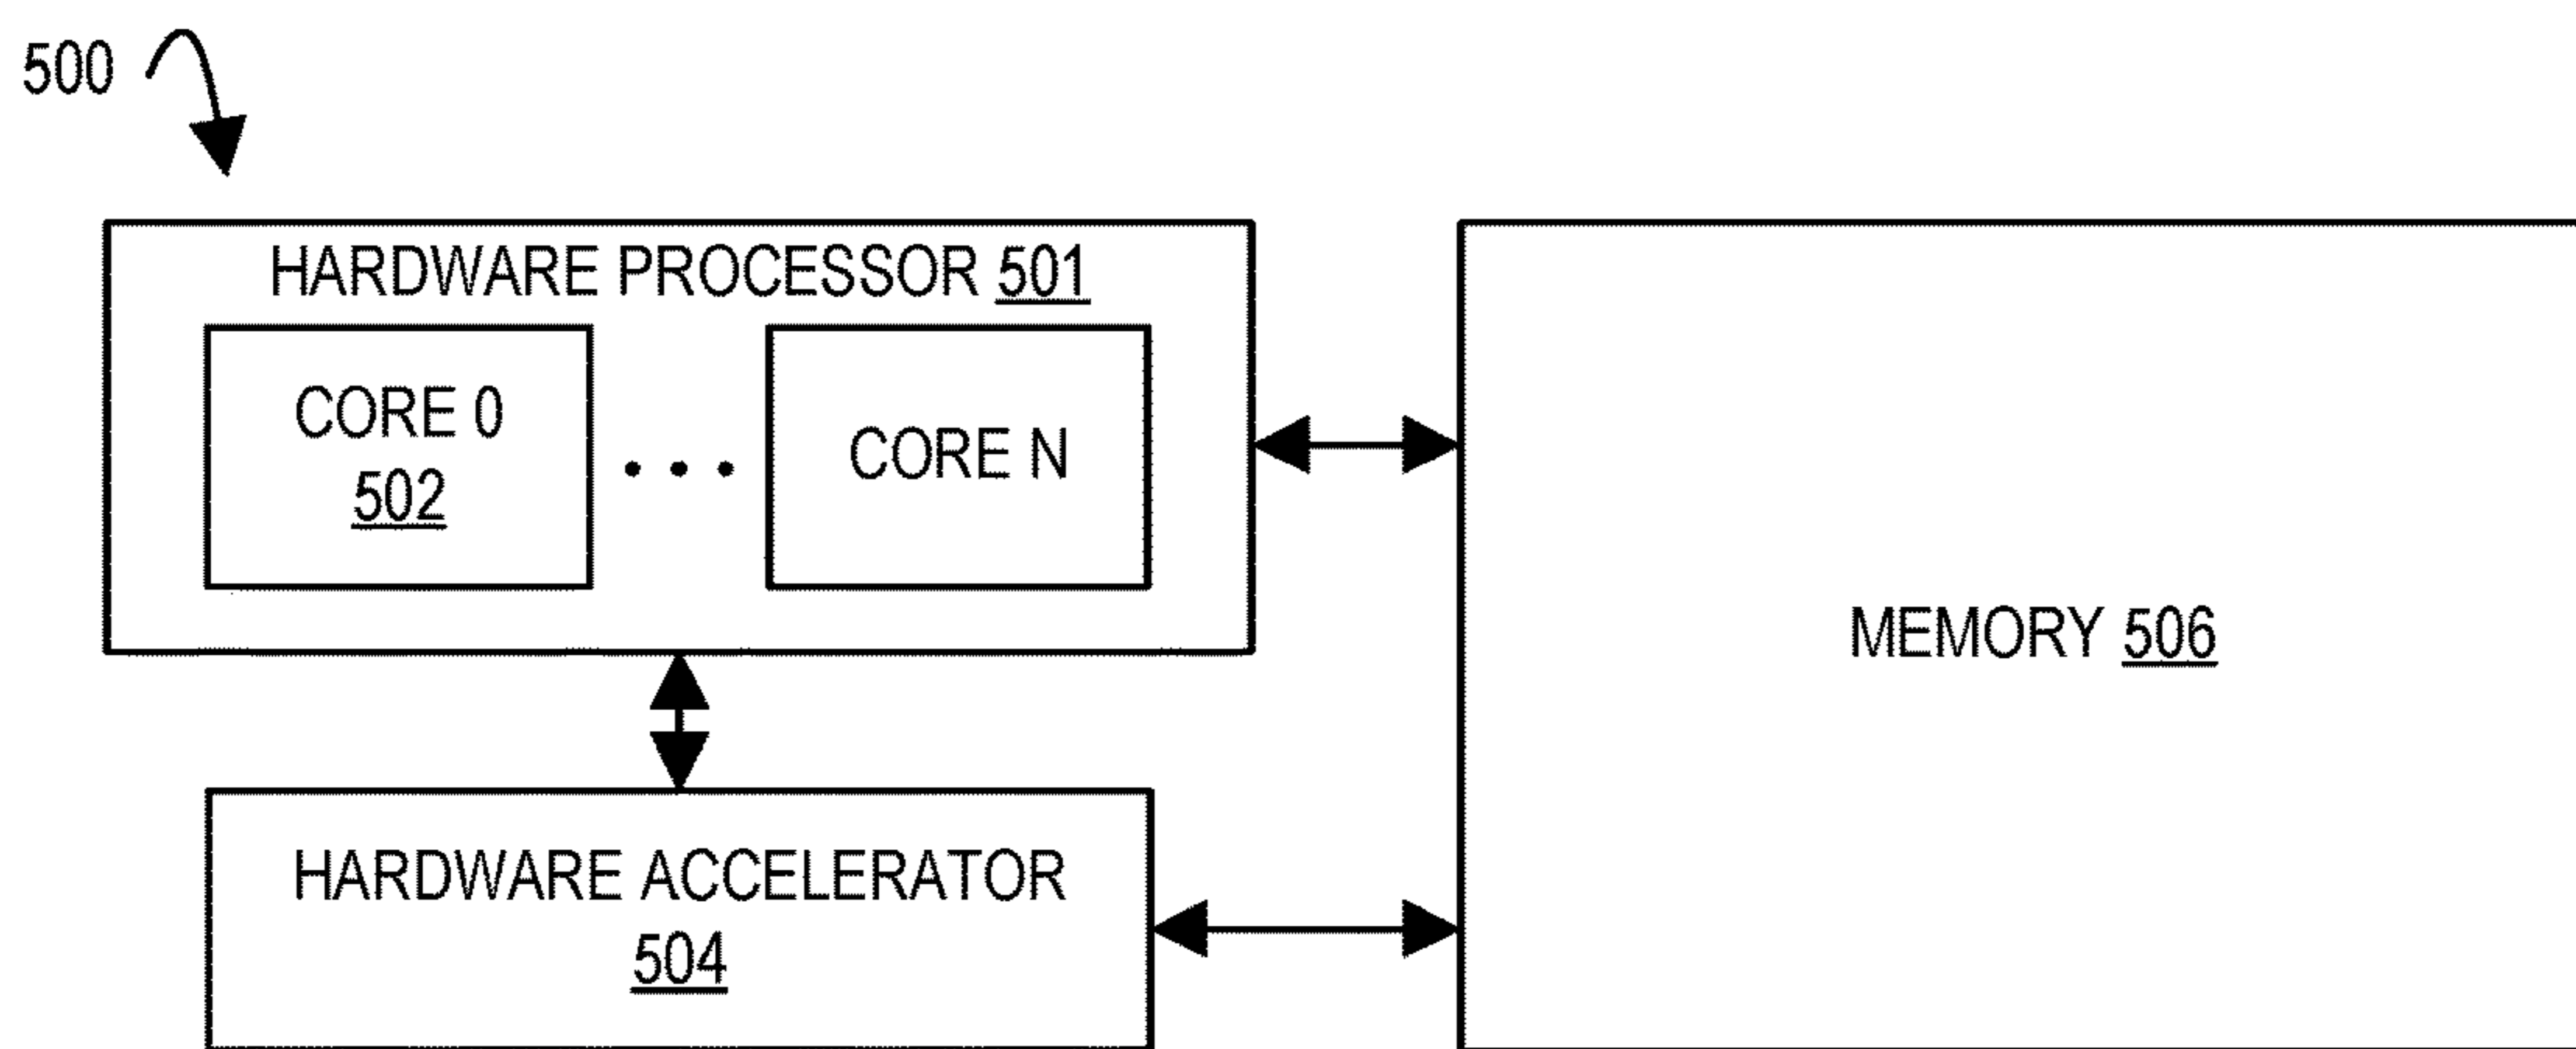 500
HARDWARE PROCESSOR 501
CORE 0
502
. . .
CORE N
MEMORY 506
HARDWARE ACCELERATOR
504